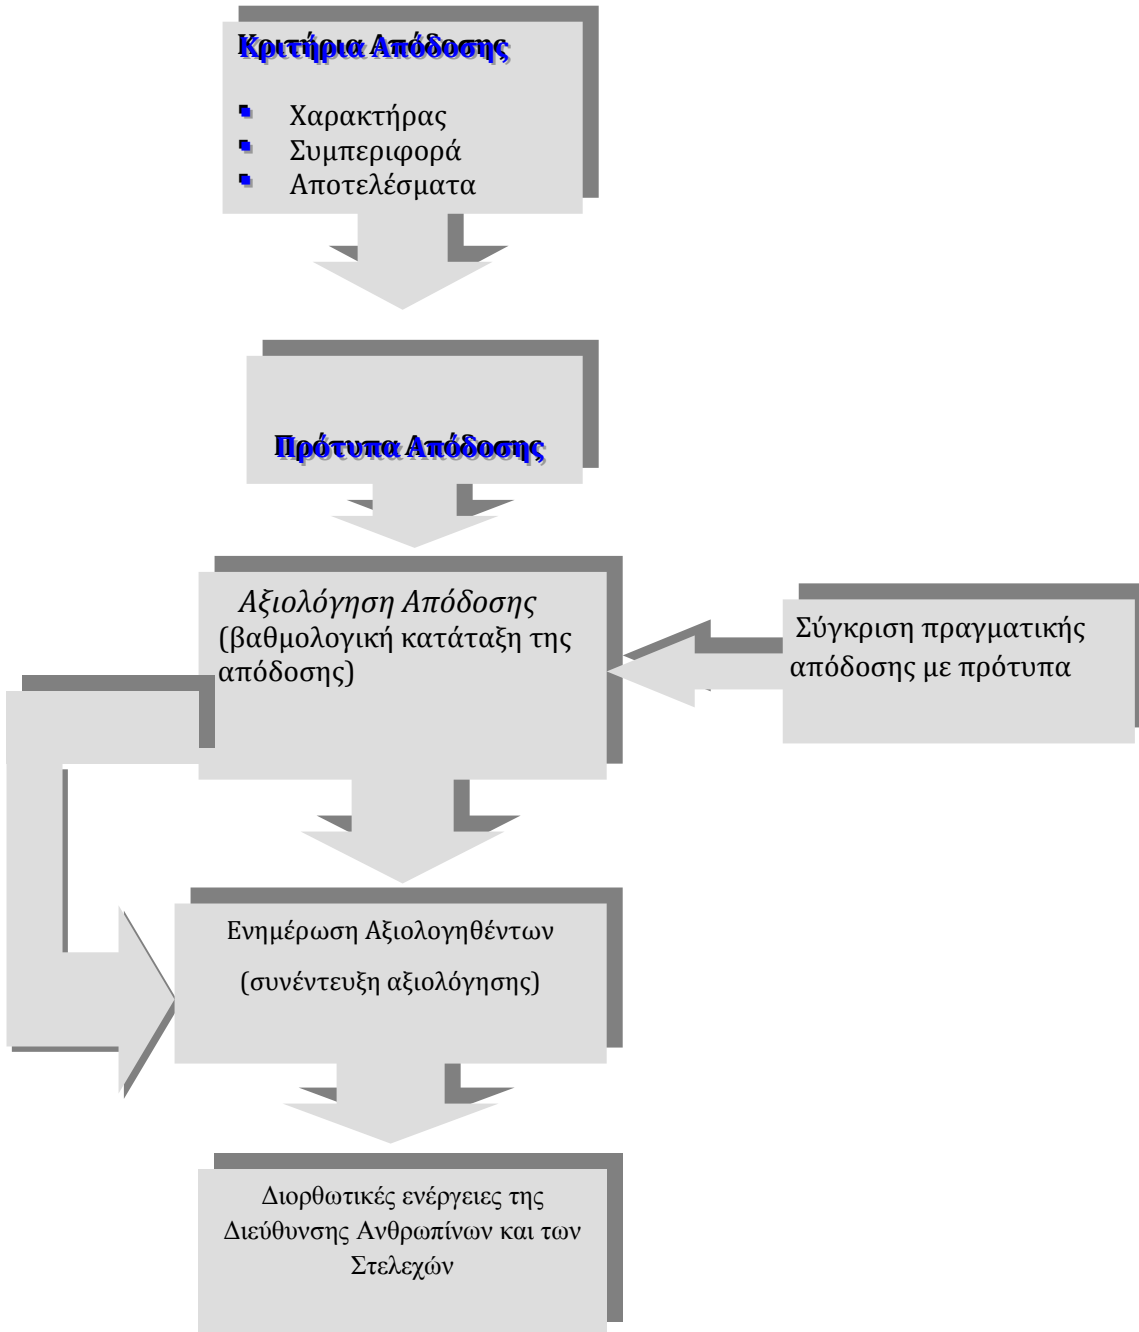 Κριτήρια Απόδοσης
▪ Χαρακτήρας
▪ Συμπεριφορά
▪ Αποτελέσματα
Πρότυπα Απόδοσης
Αξιολόγηση Απόδοσης
(βαθμολογική κατάταξη της
απόδοσης)
Σύγκριση πραγματικής
απόδοσης με πρότυπα
Ενημέρωση Αξιολογηθέντων
(συνέντευξη αξιολόγησης)
Διορθωτικές ενέργειες της
Διεύθυνσης Ανθρωπίνων και των
Στελεχών